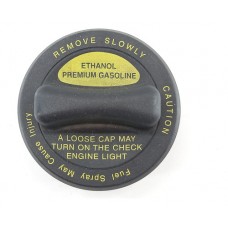 REMOVE SLOWLY
ETHANOL
PREMIUM GASOLINE
CAUTION
A LOOSE CAP MAY
TURN ON THE CHECK
ENGINE LIGHT
Fuel Spray May Cause Injury